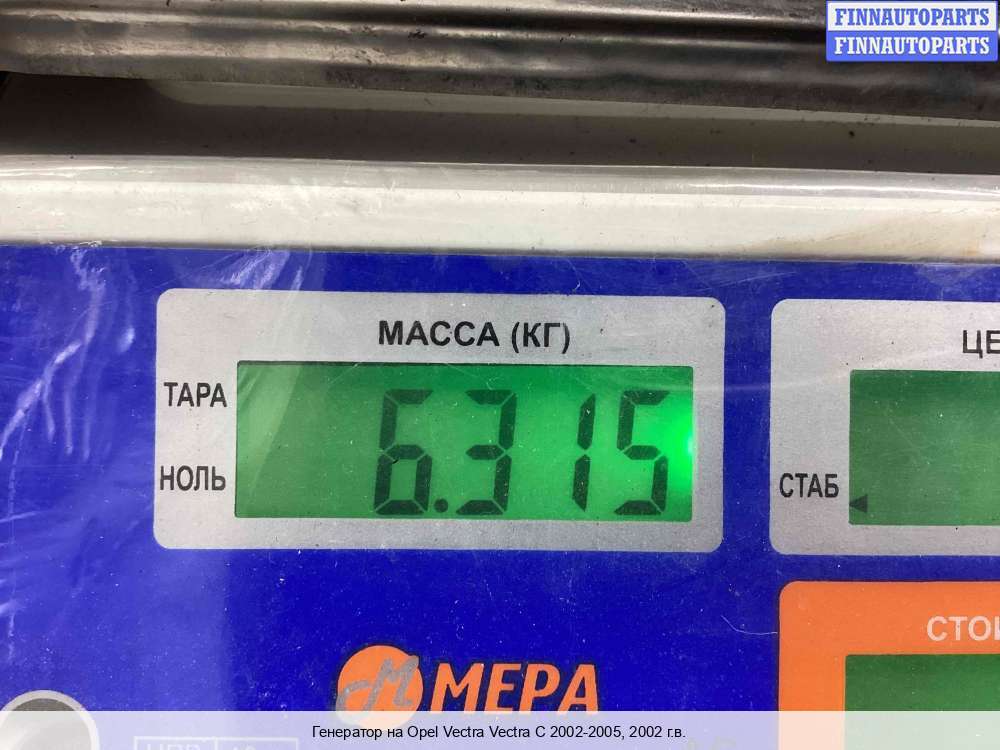 FINNAUTOPARTS
FINNAUTOPARTS
МАССА (КГ)
ТАРА
6.315
НОЛЬ
СТАБ
МЕРА
Генератор на Opel Vectra Vectra C 2002-2005, 2002 г.в.